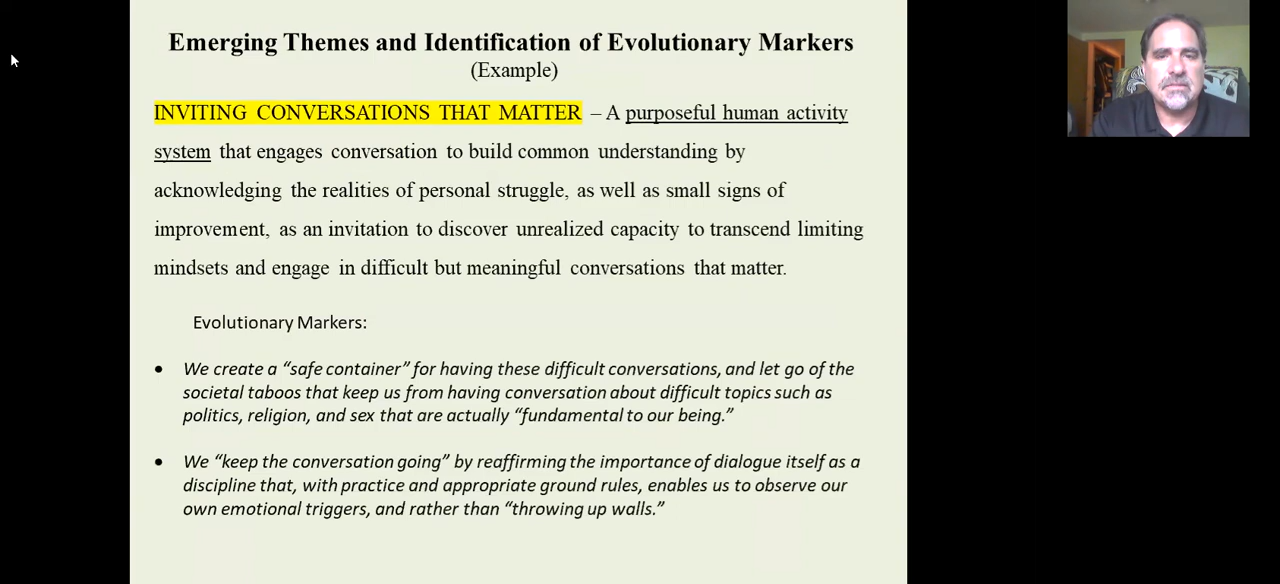 Emerging Themes and Identification of Evolutionary Markers
(Example)
INVITING CONVERSATIONS THAT MATTER – A purposeful human activity
system that engages conversation to build common understanding by
acknowledging the realities of personal struggle, as well as small signs of
improvement, as an invitation to discover unrealized capacity to transcend limiting
mindsets and engage in difficult but meaningful conversations that matter.
Evolutionary Markers:
• We create a “safe container” for having these difficult conversations, and let go of the
societal taboos that keep us from having conversation about difficult topics such as
politics, religion, and sex that are actually “fundamental to our being.”
• We “keep the conversation going” by reaffirming the importance of dialogue itself as a
discipline that, with practice and appropriate ground rules, enables us to observe our
own emotional triggers, and rather than “throwing up walls.”